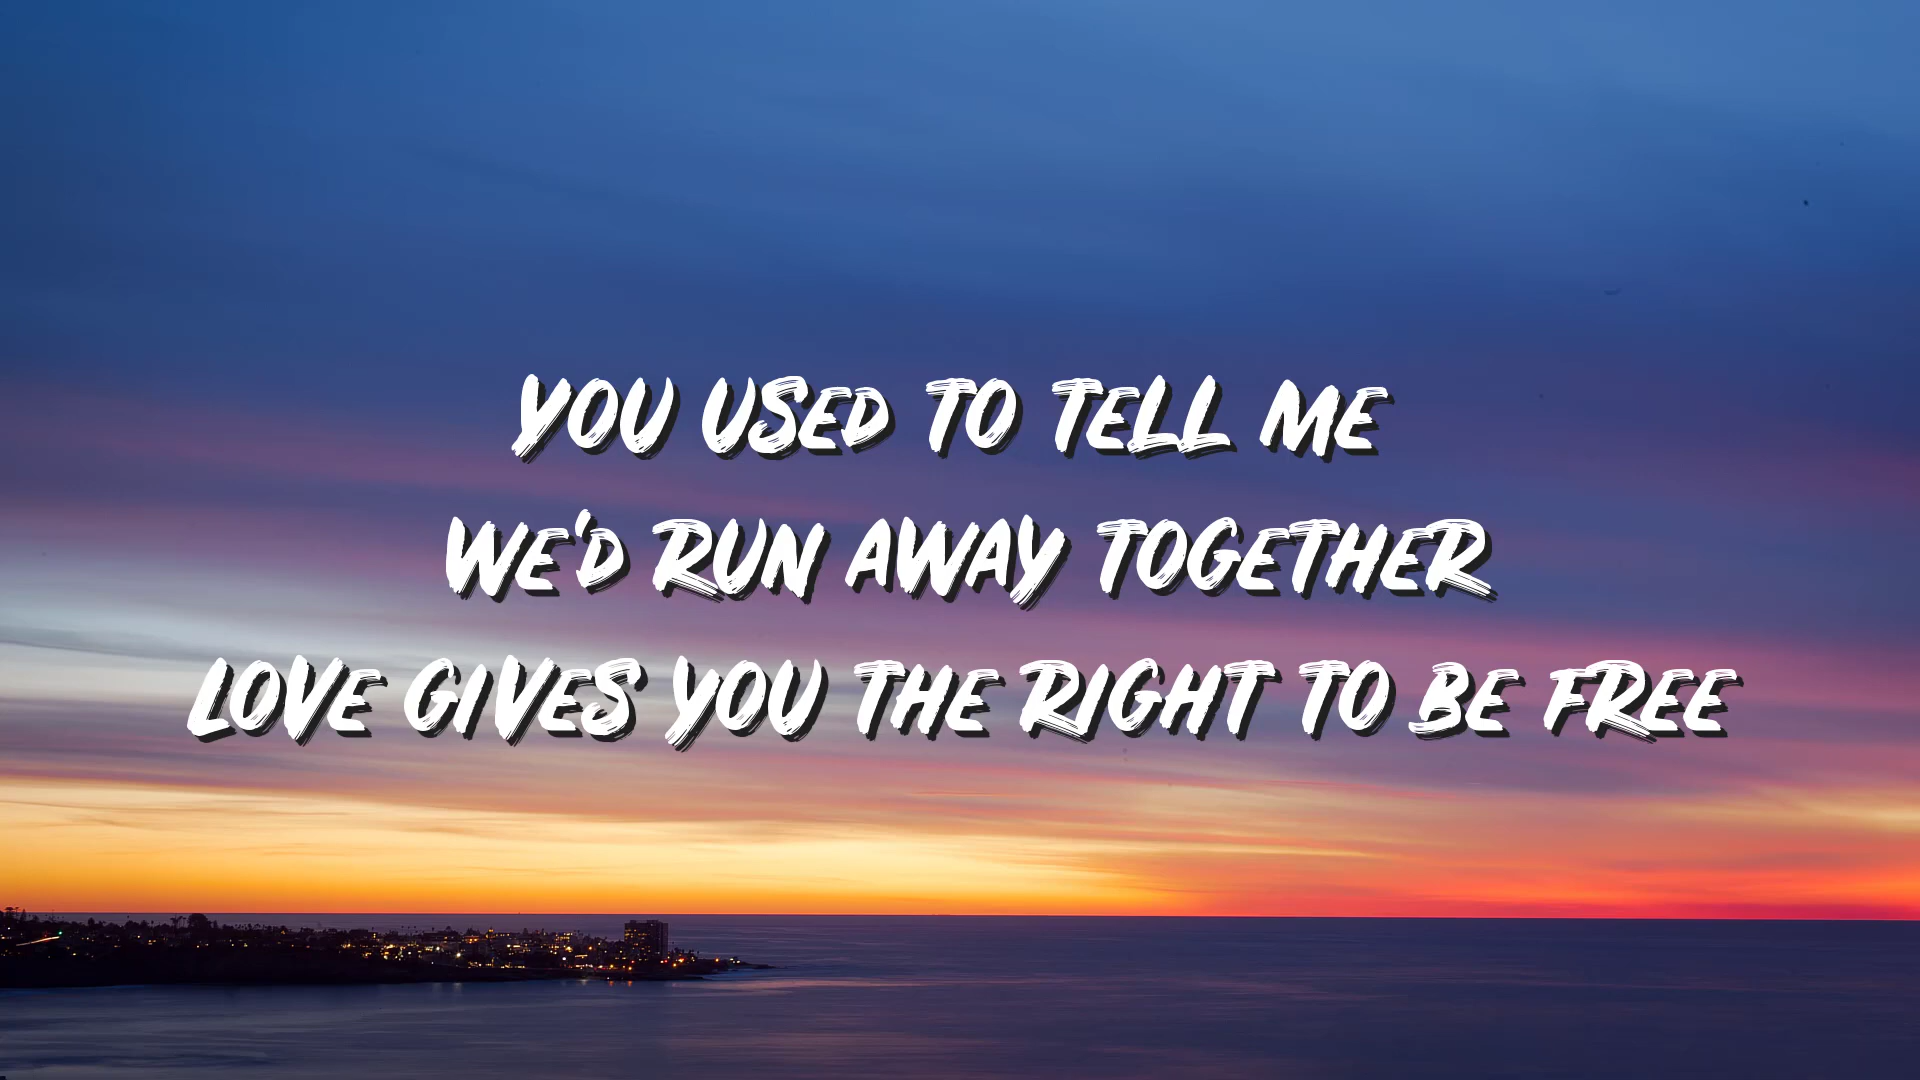 YOU USED TO TELL ME
WE'D RUN AWAY TOGETHER
LOVE GIVES YOU THE RIGHT TO BE FREE